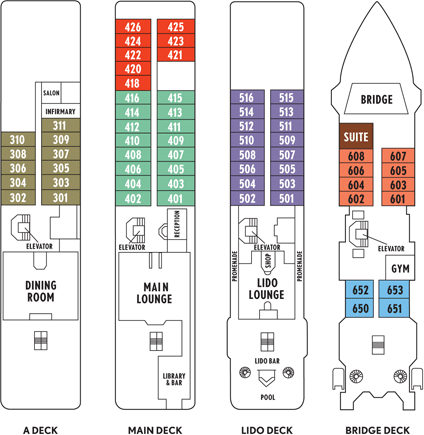 SALON
INFIRMARY
311
310 309
308 307
306 305
304 303
302 301
ELEVATOR
DINING
ROOM
A DECK
426 425
424 423
422 421
420
418
416 415
414 413
412 411
410 409
408 407
406 405
404 403
402 401
RECEPTION
ELEVATOR
MAIN
LOUNGE
LIBRARY
& BAR
MAIN DECK
516 515
514 513
512 511
510 509
508 507
506 505
504 503
502 501
ELEVATOR
PROMENADE
SHOP
PROMENADE
LIDO
LOUNGE
LIDO BAR
POOL
LIDO DECK
BRIDGE
SUITE
608 607
606 605
604 603
602 601
ELEVATOR
GYM
652 653
650 651
BRIDGE DECK